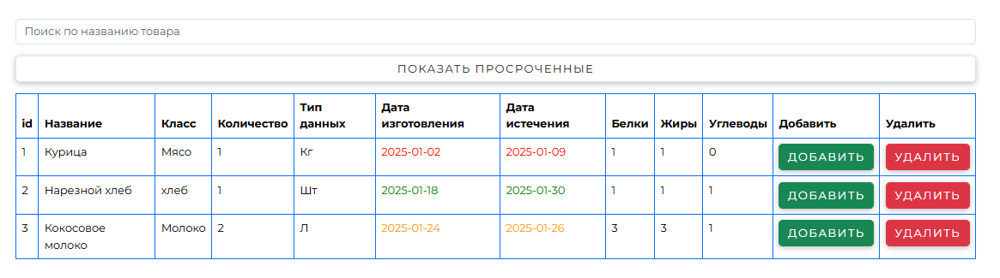 Поиск по названию товара
ПОКАЗАТЬ ПРОСРОЧЕННЫЕ
id Название Класс Количество Тип данных Дата изготовления Дата истечения Белки Жиры Углеводы Добавить Удалить
1 Курица Мясо 1 Кг 2025-01-02 2025-01-09 1 1 0 ДОБАВИТЬ УДАЛИТЬ
2 Нарезной хлеб хлеб 1 Шт 2025-01-18 2025-01-30 1 1 1 ДОБАВИТЬ УДАЛИТЬ
3 Кокосовое молоко Молоко 2 Л 2025-01-24 2025-01-26 3 3 1 ДОБАВИТЬ УДАЛИТЬ